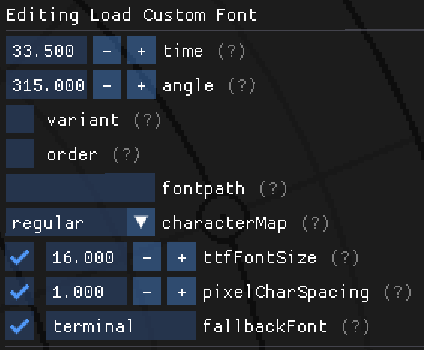 Editing Load Custom Font
33.500 - + time (?)
315.000 - + angle (?)
variant (?)
order (?)
fontpath (?)
regular characterMap (?)
16.000 - + ttfFontSize (?)
1.000 - + pixelCharSpacing (?)
terminal fallbackFont (?)